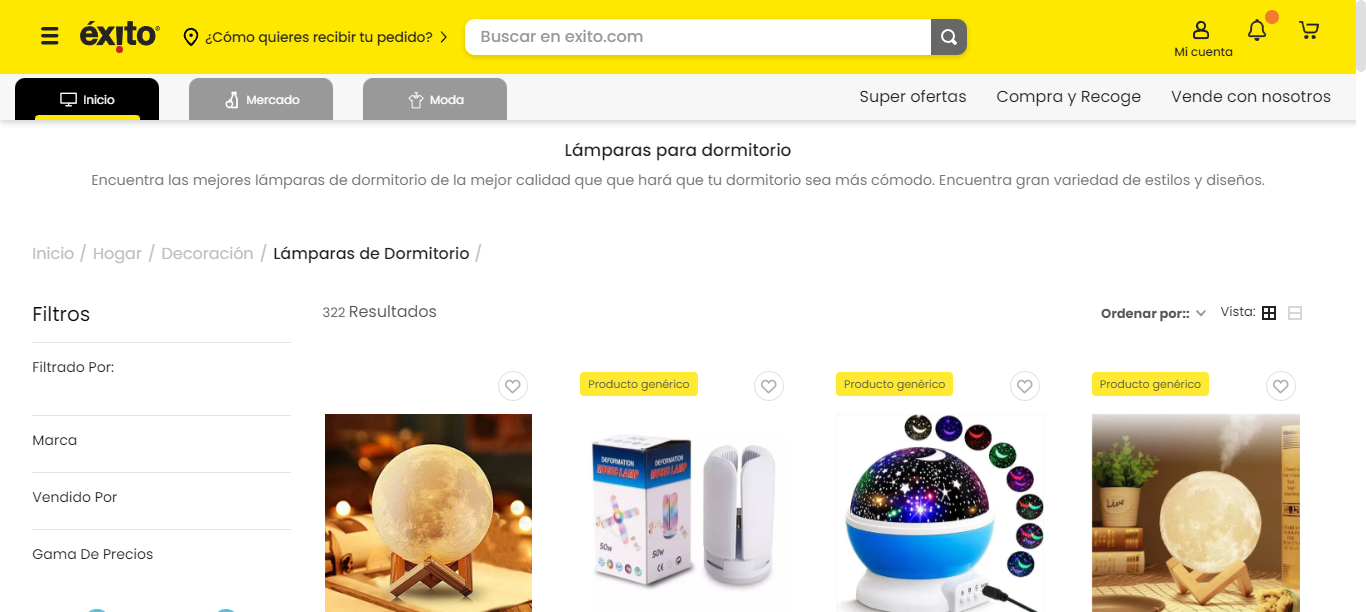 éxito
¿Cómo quieres recibir tu pedido?
Buscar en exito.com
Mi cuenta
Inicio
Mercado
Moda
Super ofertas
Compra y Recoge
Vende con nosotros
Lámparas para dormitorio
Encuentra las mejores lámparas de dormitorio de la mejor calidad que que hará que tu dormitorio sea más cómodo. Encuentra gran variedad de estilos y diseños.
Inicio / Hogar / Decoración / Lámparas de Dormitorio /
Filtros
322 Resultados
Ordenar por::
Vista:
Filtrado Por:
Marca
Vendido Por
Gama De Precios
Producto genérico
Producto genérico
Producto genérico
DEFORMATION
MUSIC LAMP
50w
DEFORMATION
MUSIC LAMP
50w
Live